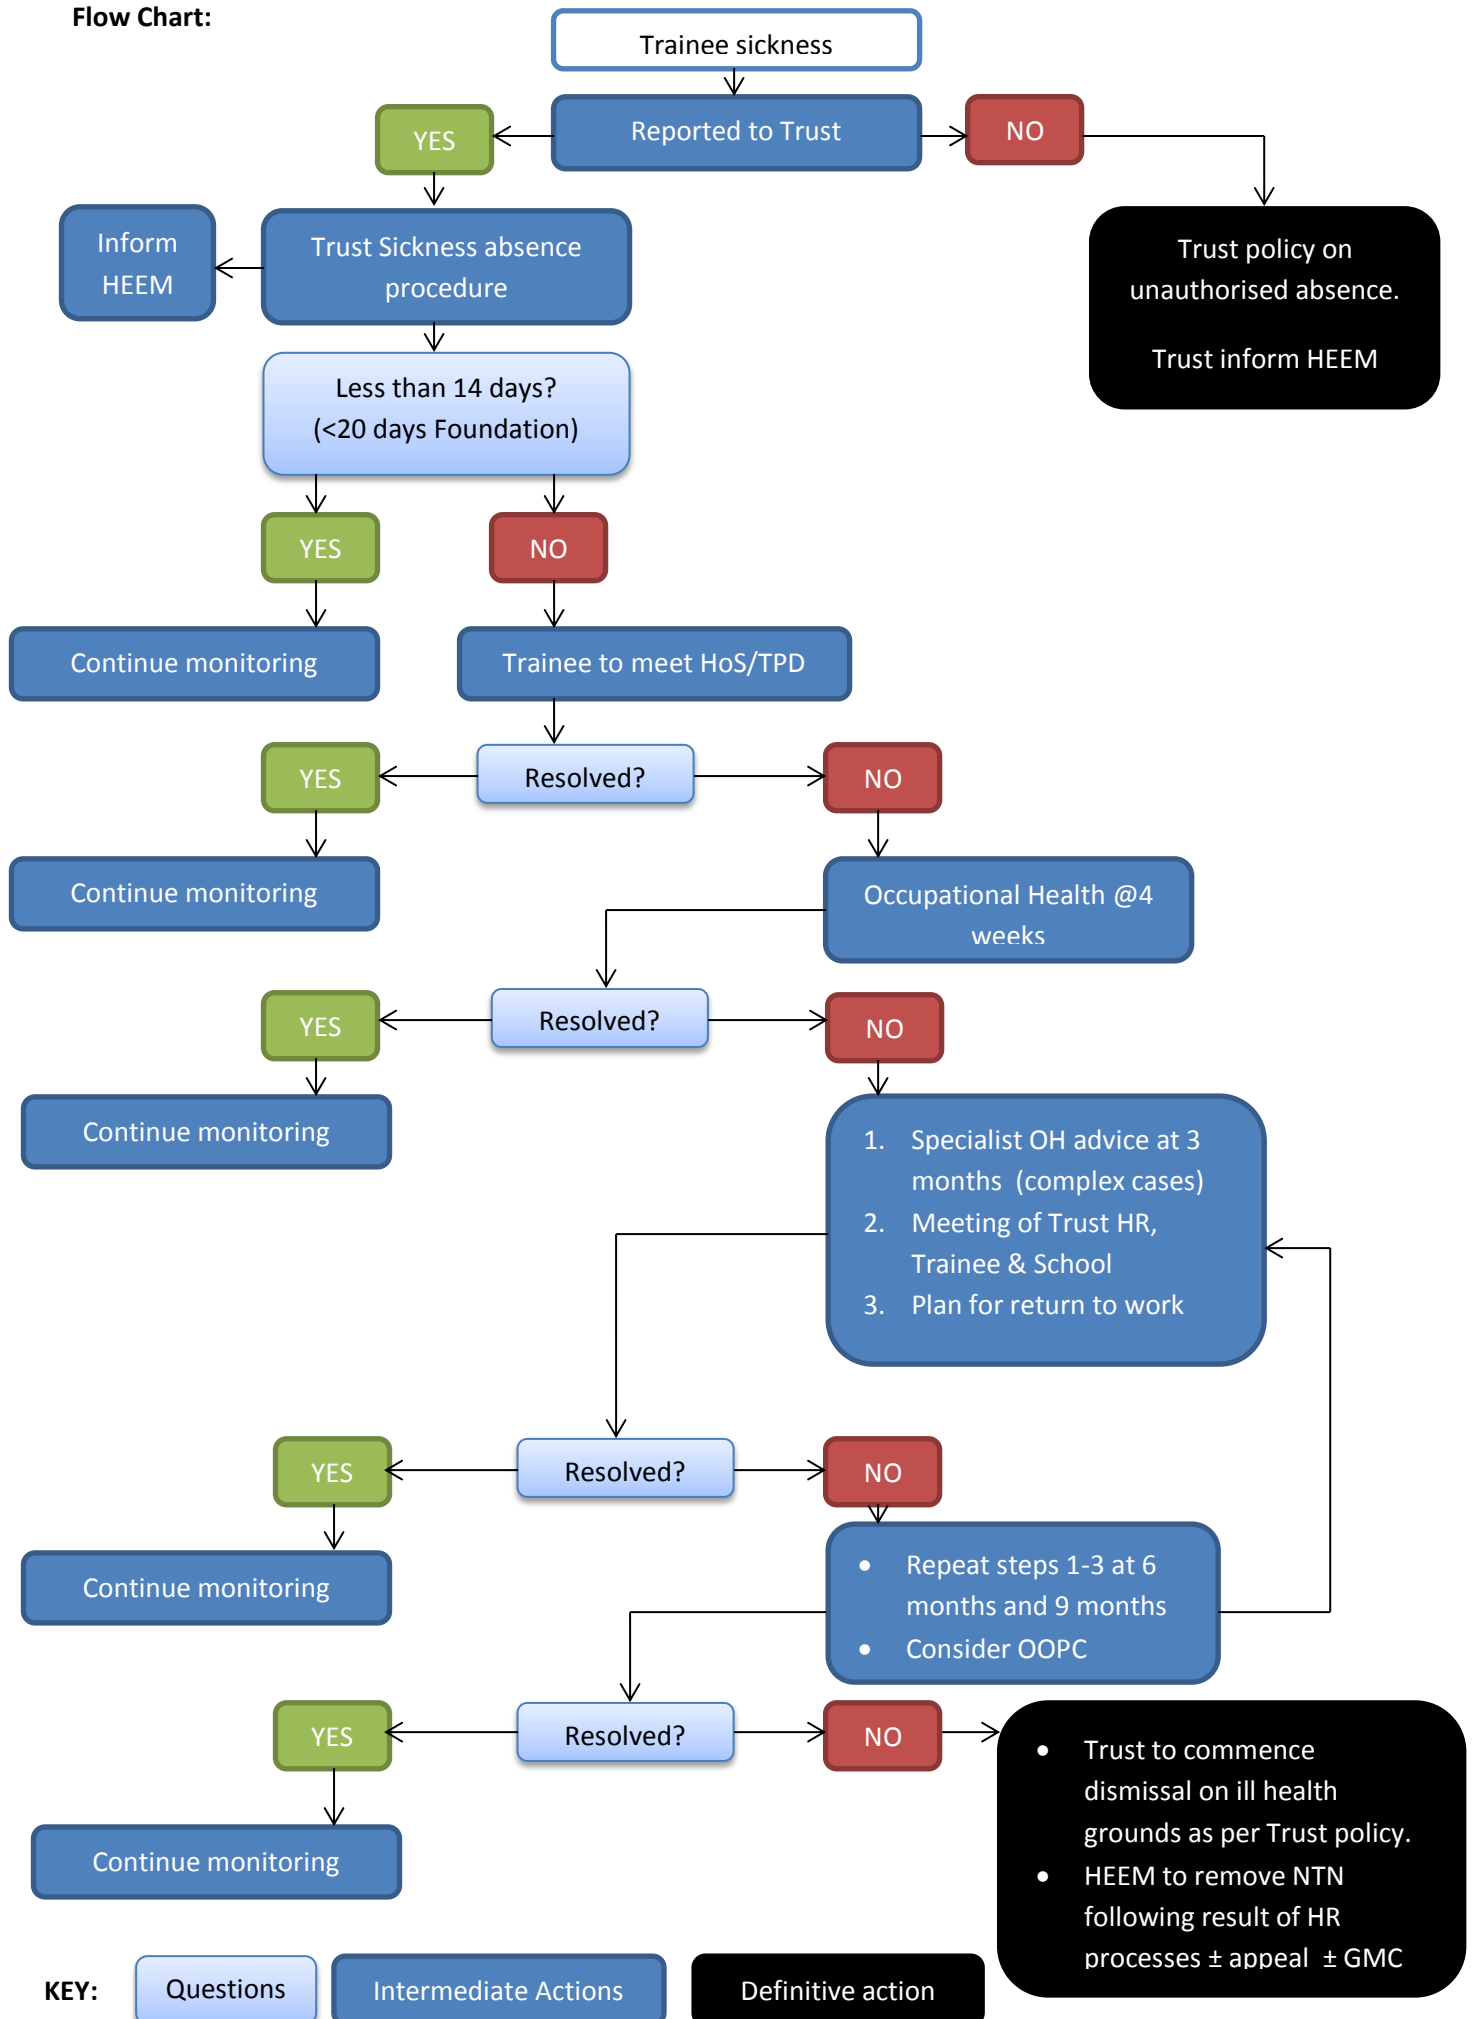 Flow Chart:
Trainee sickness
Reported to Trust
YES
NO
Inform
HEEM
Trust Sickness absence
procedure
Trust policy on
unauthorised absence.
Trust inform HEEM
Less than 14 days?
(<20 days Foundation)
YES
NO
Continue monitoring
Trainee to meet HoS/TPD
YES
Resolved?
NO
Continue monitoring
Occupational Health @4
weeks
YES
Resolved?
NO
Continue monitoring
1. Specialist OH advice at 3
months (complex cases)
2. Meeting of Trust HR,
Trainee & School
3. Plan for return to work
YES
Resolved?
NO
Continue monitoring
• Repeat steps 1-3 at 6
months and 9 months
• Consider OOPC
YES
Resolved?
NO
Continue monitoring
• Trust to commence
dismissal on ill health
grounds as per Trust policy.
• HEEM to remove NTN
following result of HR
processes ± appeal ± GMC
KEY:
Questions
Intermediate Actions
Definitive action